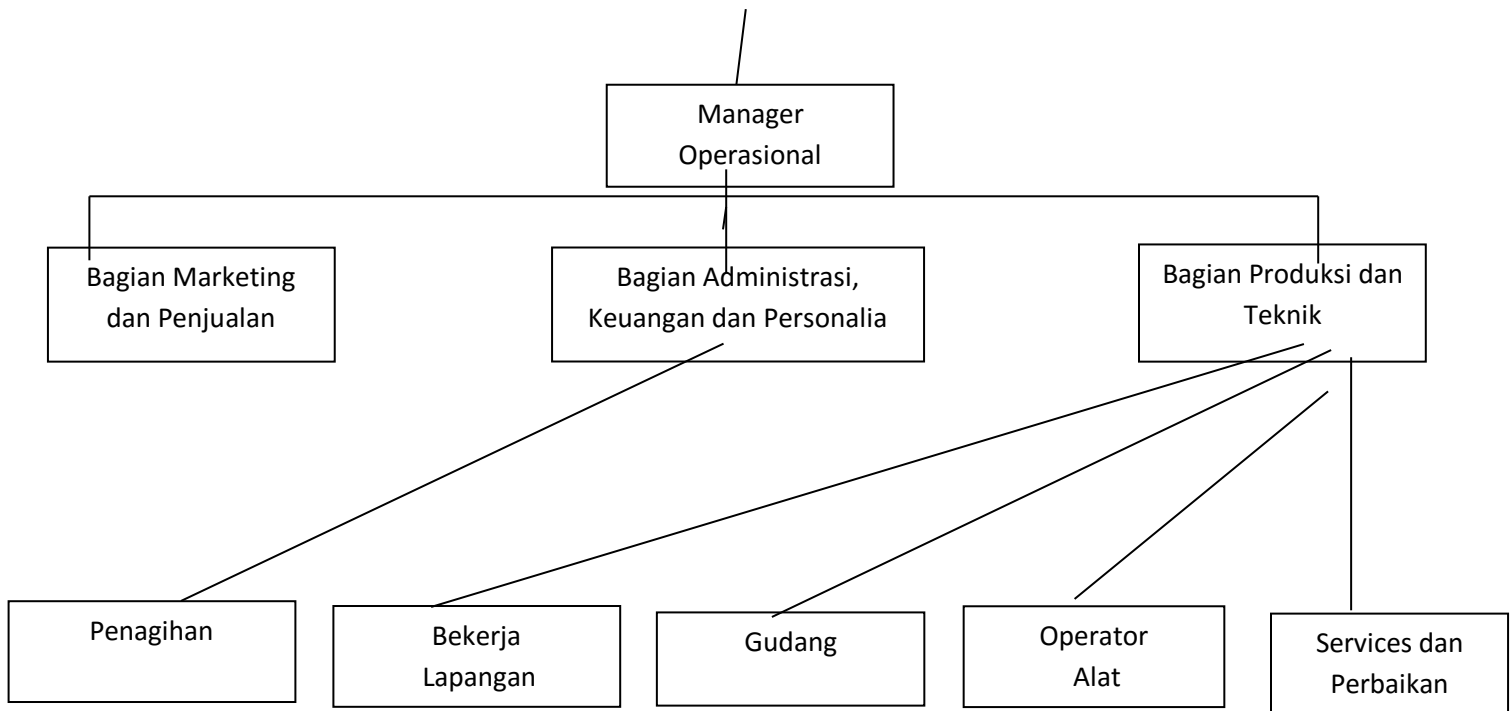 Manager
Operasional
Bagian Marketing
dan Penjualan
Bagian Administrasi,
Keuangan dan Personalia
Bagian Produksi dan
Teknik
Penagihan
Bekerja
Lapangan
Gudang
Operator
Alat
Services dan
Perbaikan